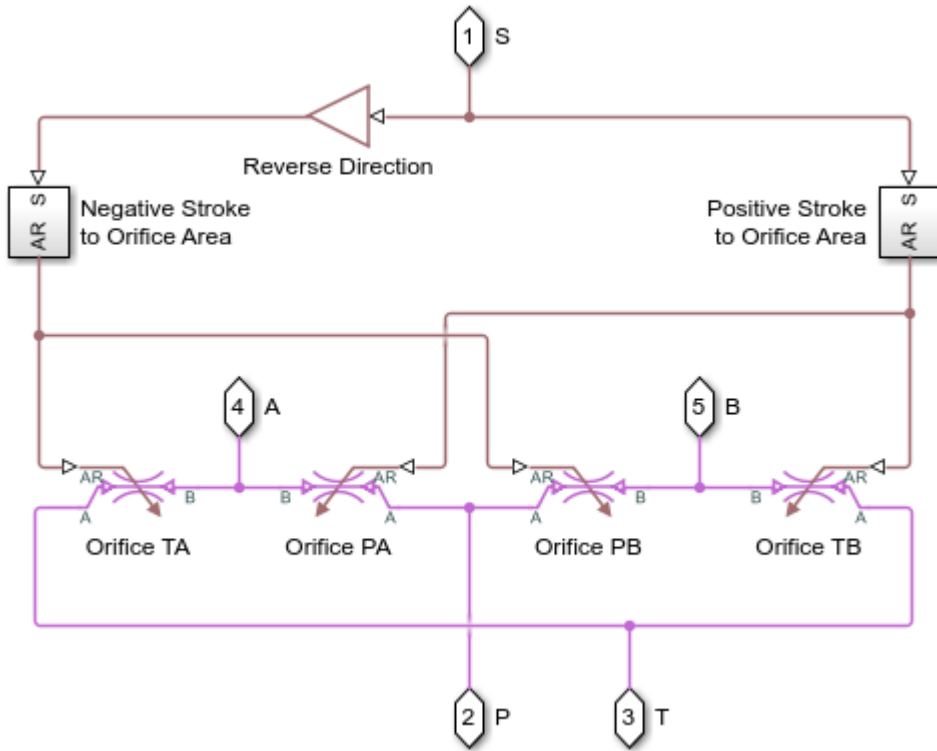 1 S
Reverse Direction
S
AR
Negative Stroke
to Orifice Area
Positive Stroke
to Orifice Area
S
AR
4 A
5 B
AR
B
A
Orifice TA
B
AR
A
Orifice PA
AR
B
A
Orifice PB
B
AR
A
Orifice TB
2 P
3 T